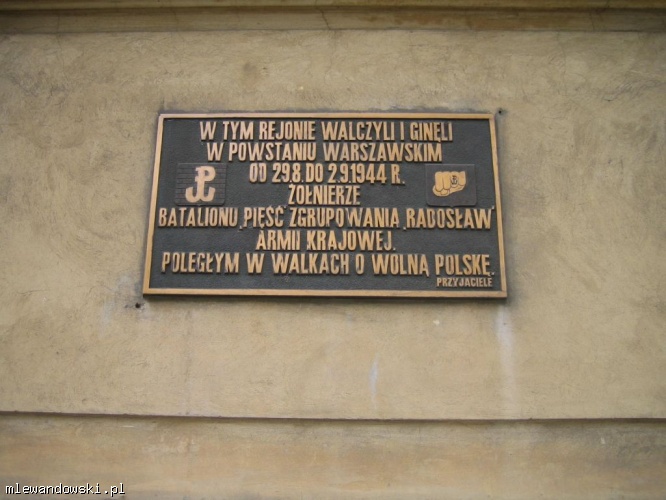 W TYM REJONIE WALCZYLI I GINĘLI
W POWSTANIU WARSZAWSKIM
OD 29.8. DO 2.9.1944 R.
ŻOŁNIERZE
BATALIONU „PIĘŚĆ" ZGRUPOWANIA „RADOSŁAW"
ARMII KRAJOWEJ.
POLEGŁYM W WALKACH O WOLNĄ POLSKĘ.
PRZYJACIELE
mlewandowski.pl